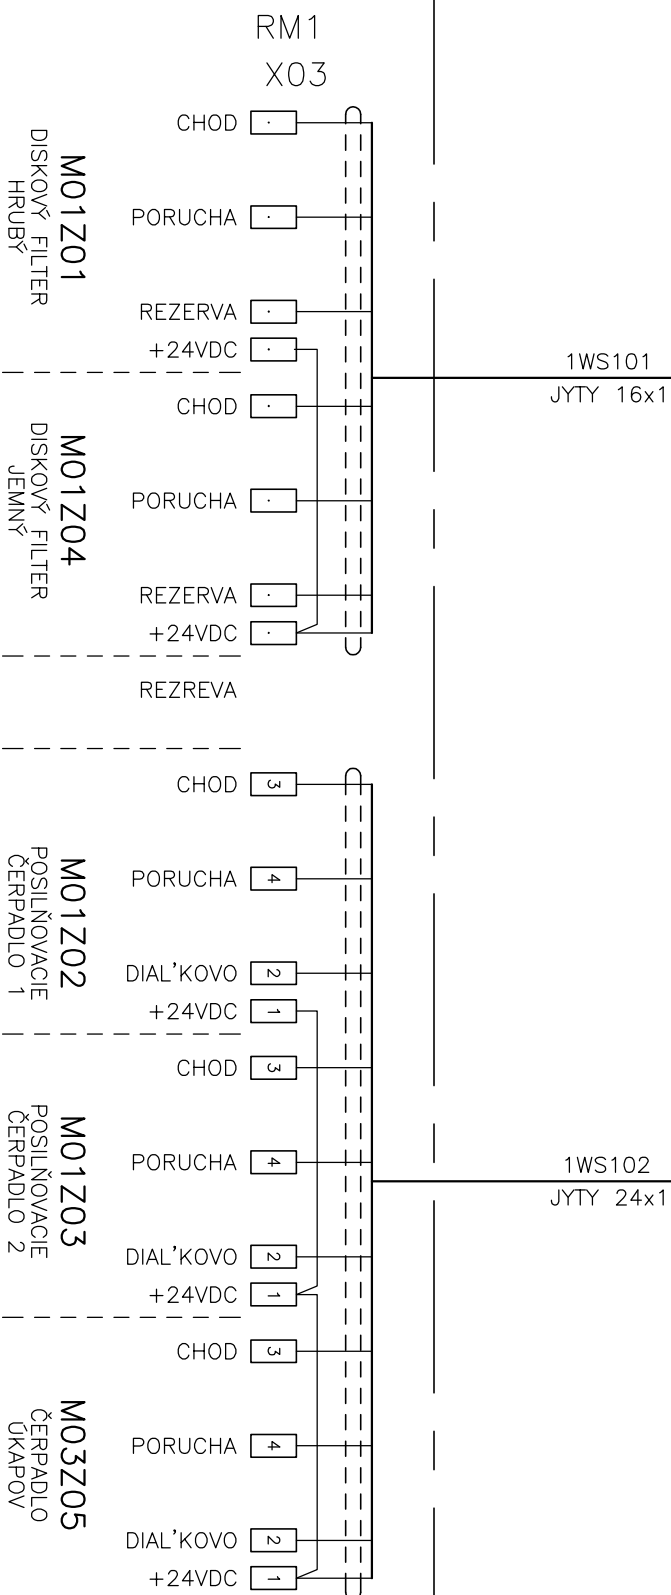 RM1
X03
M01Z01
DISKOVÝ FILTER
HRUBÝ
CHOD .
PORUCHA .
REZERVA .
+24VDC .
1WS101
JYTY 16x1
M01Z04
DISKOVÝ FILTER
JEMNÝ
CHOD .
PORUCHA .
REZERVA .
+24VDC .
REZREVA
M01Z02
POSILŇOVACIE
ČERPADLO 1
CHOD 3
PORUCHA 4
DIAL'KOVO 2
+24VDC 1
M01Z03
POSILŇOVACIE
ČERPADLO 2
CHOD 3
PORUCHA 4
DIAL'KOVO 2
+24VDC 1
1WS102
JYTY 24x1
M03Z05
ČERPADLO
ÚKAPOV
CHOD 3
PORUCHA 4
DIAL'KOVO 2
+24VDC 1